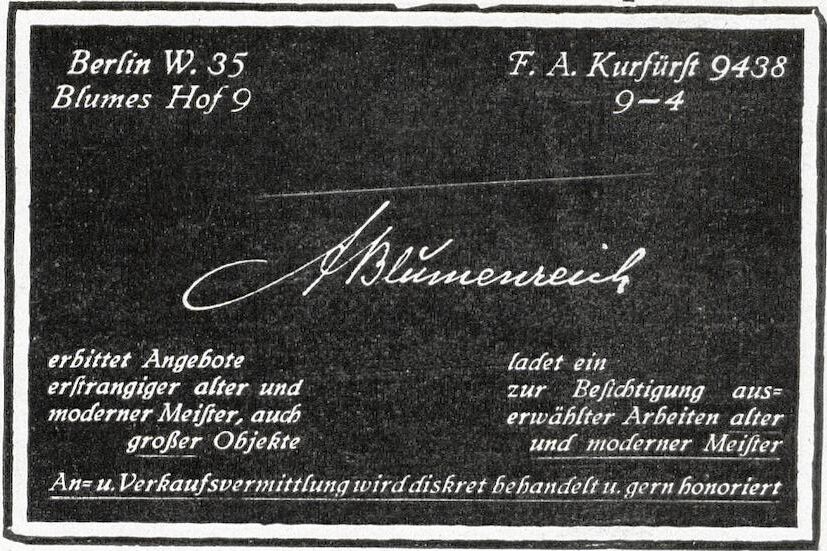 Berlin W. 35
Blumes Hof 9
F. A. Kurfürſt 9438
9–4
A Blumenreich
erbittet Angebote
erſtrangiger alter und
moderner Meiſter, auch
großer Objekte
ladet ein
zur Beſichtigung aus=
erwählter Arbeiten alter
und moderner Meiſter
An= u. Verkaufsvermittlung wird diskret behandelt u. gern honoriert